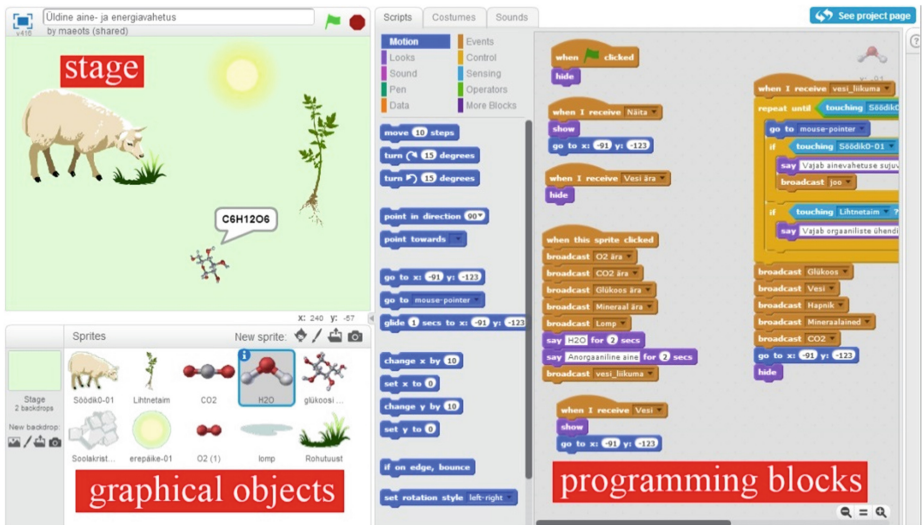 Üldine aine- ja energiavahetus
by maeots (shared)
v418
stage
C6H12O6
x: 240 y: -57
Sprites
New sprite:
Stage
2 backdrops
New backdrop:
Söödik0-01
Lihtnetaim
CO2
H2O
glükoosi ...
Soolakrist...
erepäike-01
O2 (1)
lomp
Rohutuust
graphical objects
Scripts
Costumes
Sounds
See project page
Motion
Looks
Sound
Pen
Data
Events
Control
Sensing
Operators
More Blocks
move 10 steps
turn 15 degrees
turn 15 degrees
point in direction 90
point towards
go to x: -91 y: -123
go to mouse-pointer
glide 1 secs to x: -91 y: -123
change x by 10
set x to 0
change y by 10
set y to 0
if on edge, bounce
set rotation style left-right
when clicked
hide
when I receive Näita
show
go to x: -91 y: -123
when I receive Vesi ära
hide
when this sprite clicked
broadcast O2 ära
broadcast CO2 ära
broadcast Glükoos ära
broadcast Mineraal ära
broadcast Lomp
say H2O for 2 secs
say Anorgaaniline aine for 2 secs
broadcast vesi_liikuma
when I receive Vesi
show
go to x: -91 y: -123
when I receive vesi_liikuma
repeat until touching Söödik0
go to mouse-pointer
if touching Söödik0-01
say Vajab ainevahetuse sujuv
broadcast joo
if touching Lihtnetaim ?
say Vajab orgaaniliste ühendi
broadcast Glükoos
broadcast Vesi
broadcast Hapnik
broadcast Mineraalained
broadcast CO2
go to x: -91 y: -123
hide
programming blocks